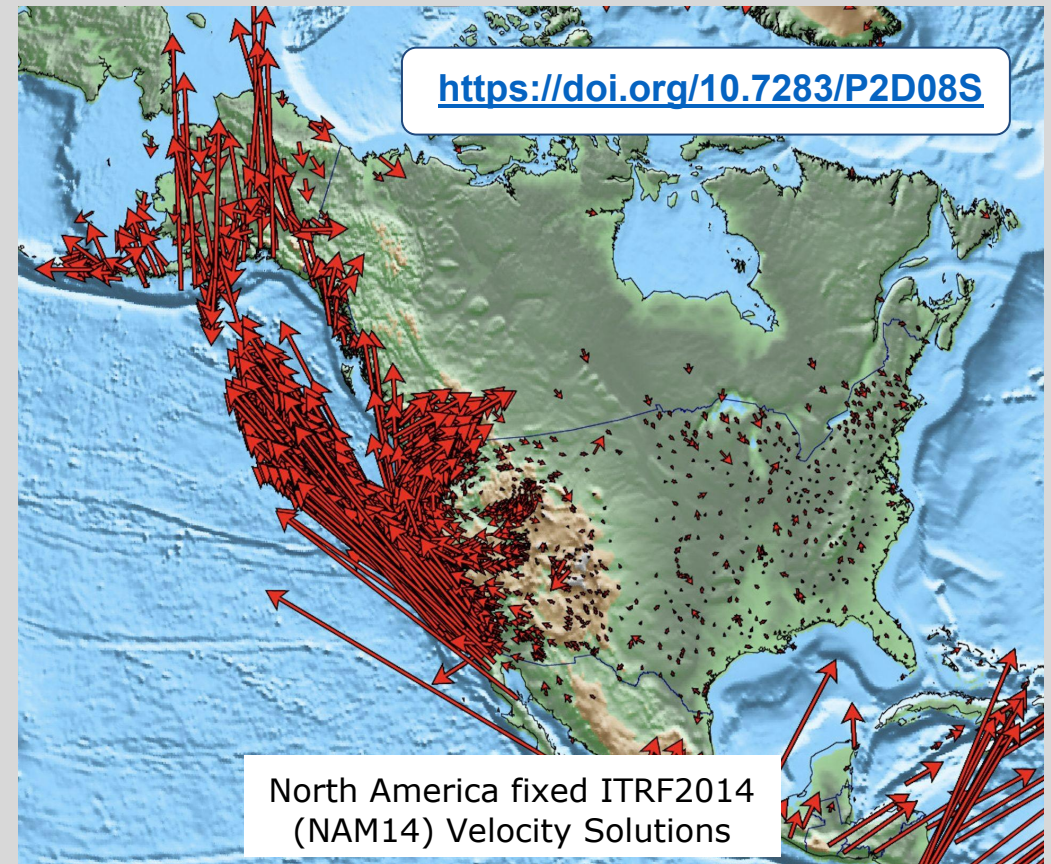 https://doi.org/10.7283/P2D08S
North America fixed ITRF2014
(NAM14) Velocity Solutions